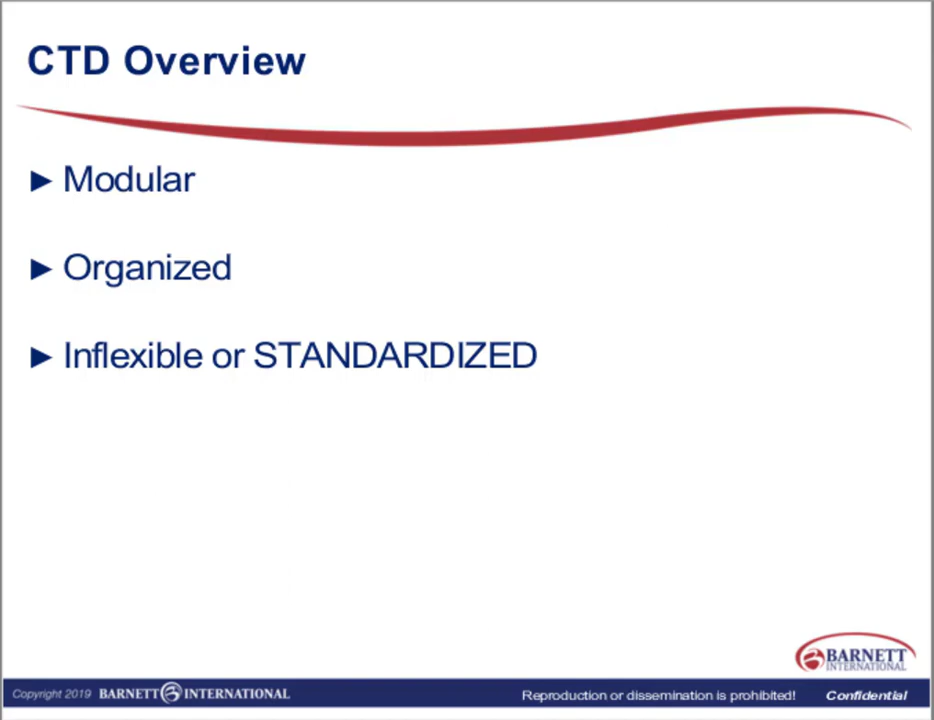 CTD Overview
► Modular
► Organized
► Inflexible or STANDARDIZED
BARNETT
INTERNATIONAL
Copyright 2019 BARNETT INTERNATIONAL
Reproduction or dissemination is prohibited! Confidential